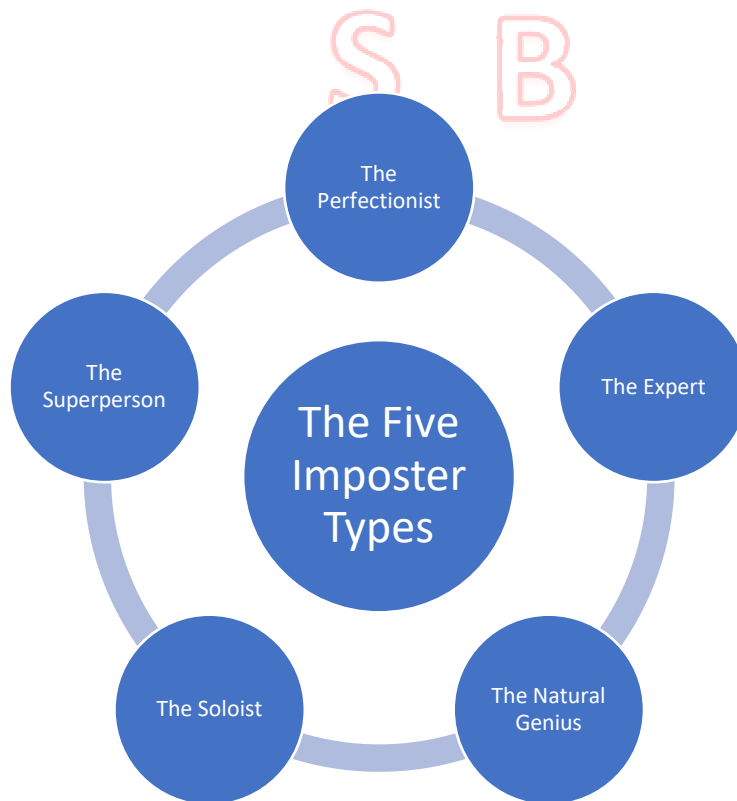 S B
The
Perfectionist
The Expert
The Natural
Genius
The Soloist
The
Superperson
The Five
Imposter
Types